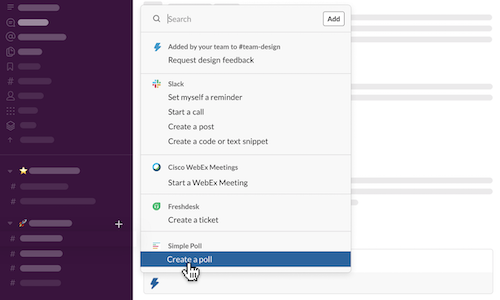 Search
Add
Added by your team to #team-design
Request design feedback
Slack
Set myself a reminder
Start a call
Create a post
Create a code or text snippet
Cisco WebEx Meetings
Start a WebEx Meeting
Freshdesk
Create a ticket
Simple Poll
Create a poll